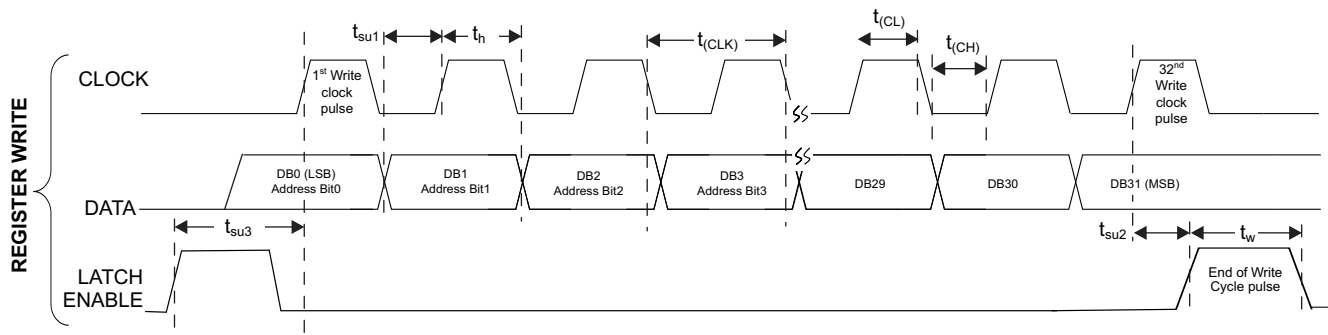 REGISTER WRITE
t(CL)
tsu1
th
t(CLK)
t(CH)
CLOCK
1st Write
clock
pulse
32nd
Write
clock
pulse
DB0 (LSB)
Address Bit0
DB1
Address Bit1
DB2
Address Bit2
DB3
Address Bit3
DB29
DB30
DB31 (MSB)
DATA
tsu3
tsu2
tw
LATCH
ENABLE
End of Write
Cycle pulse